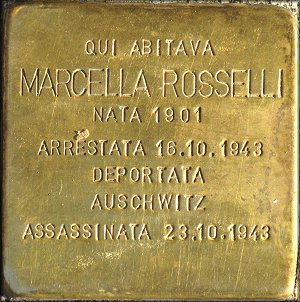 QUI ABITAVA
MARCELLA ROSSELLI
NATA 1901
ARRESTATA 16.10.1943
DEPORTATA
AUSCHWITZ
ASSASSINATA 23.10.1943